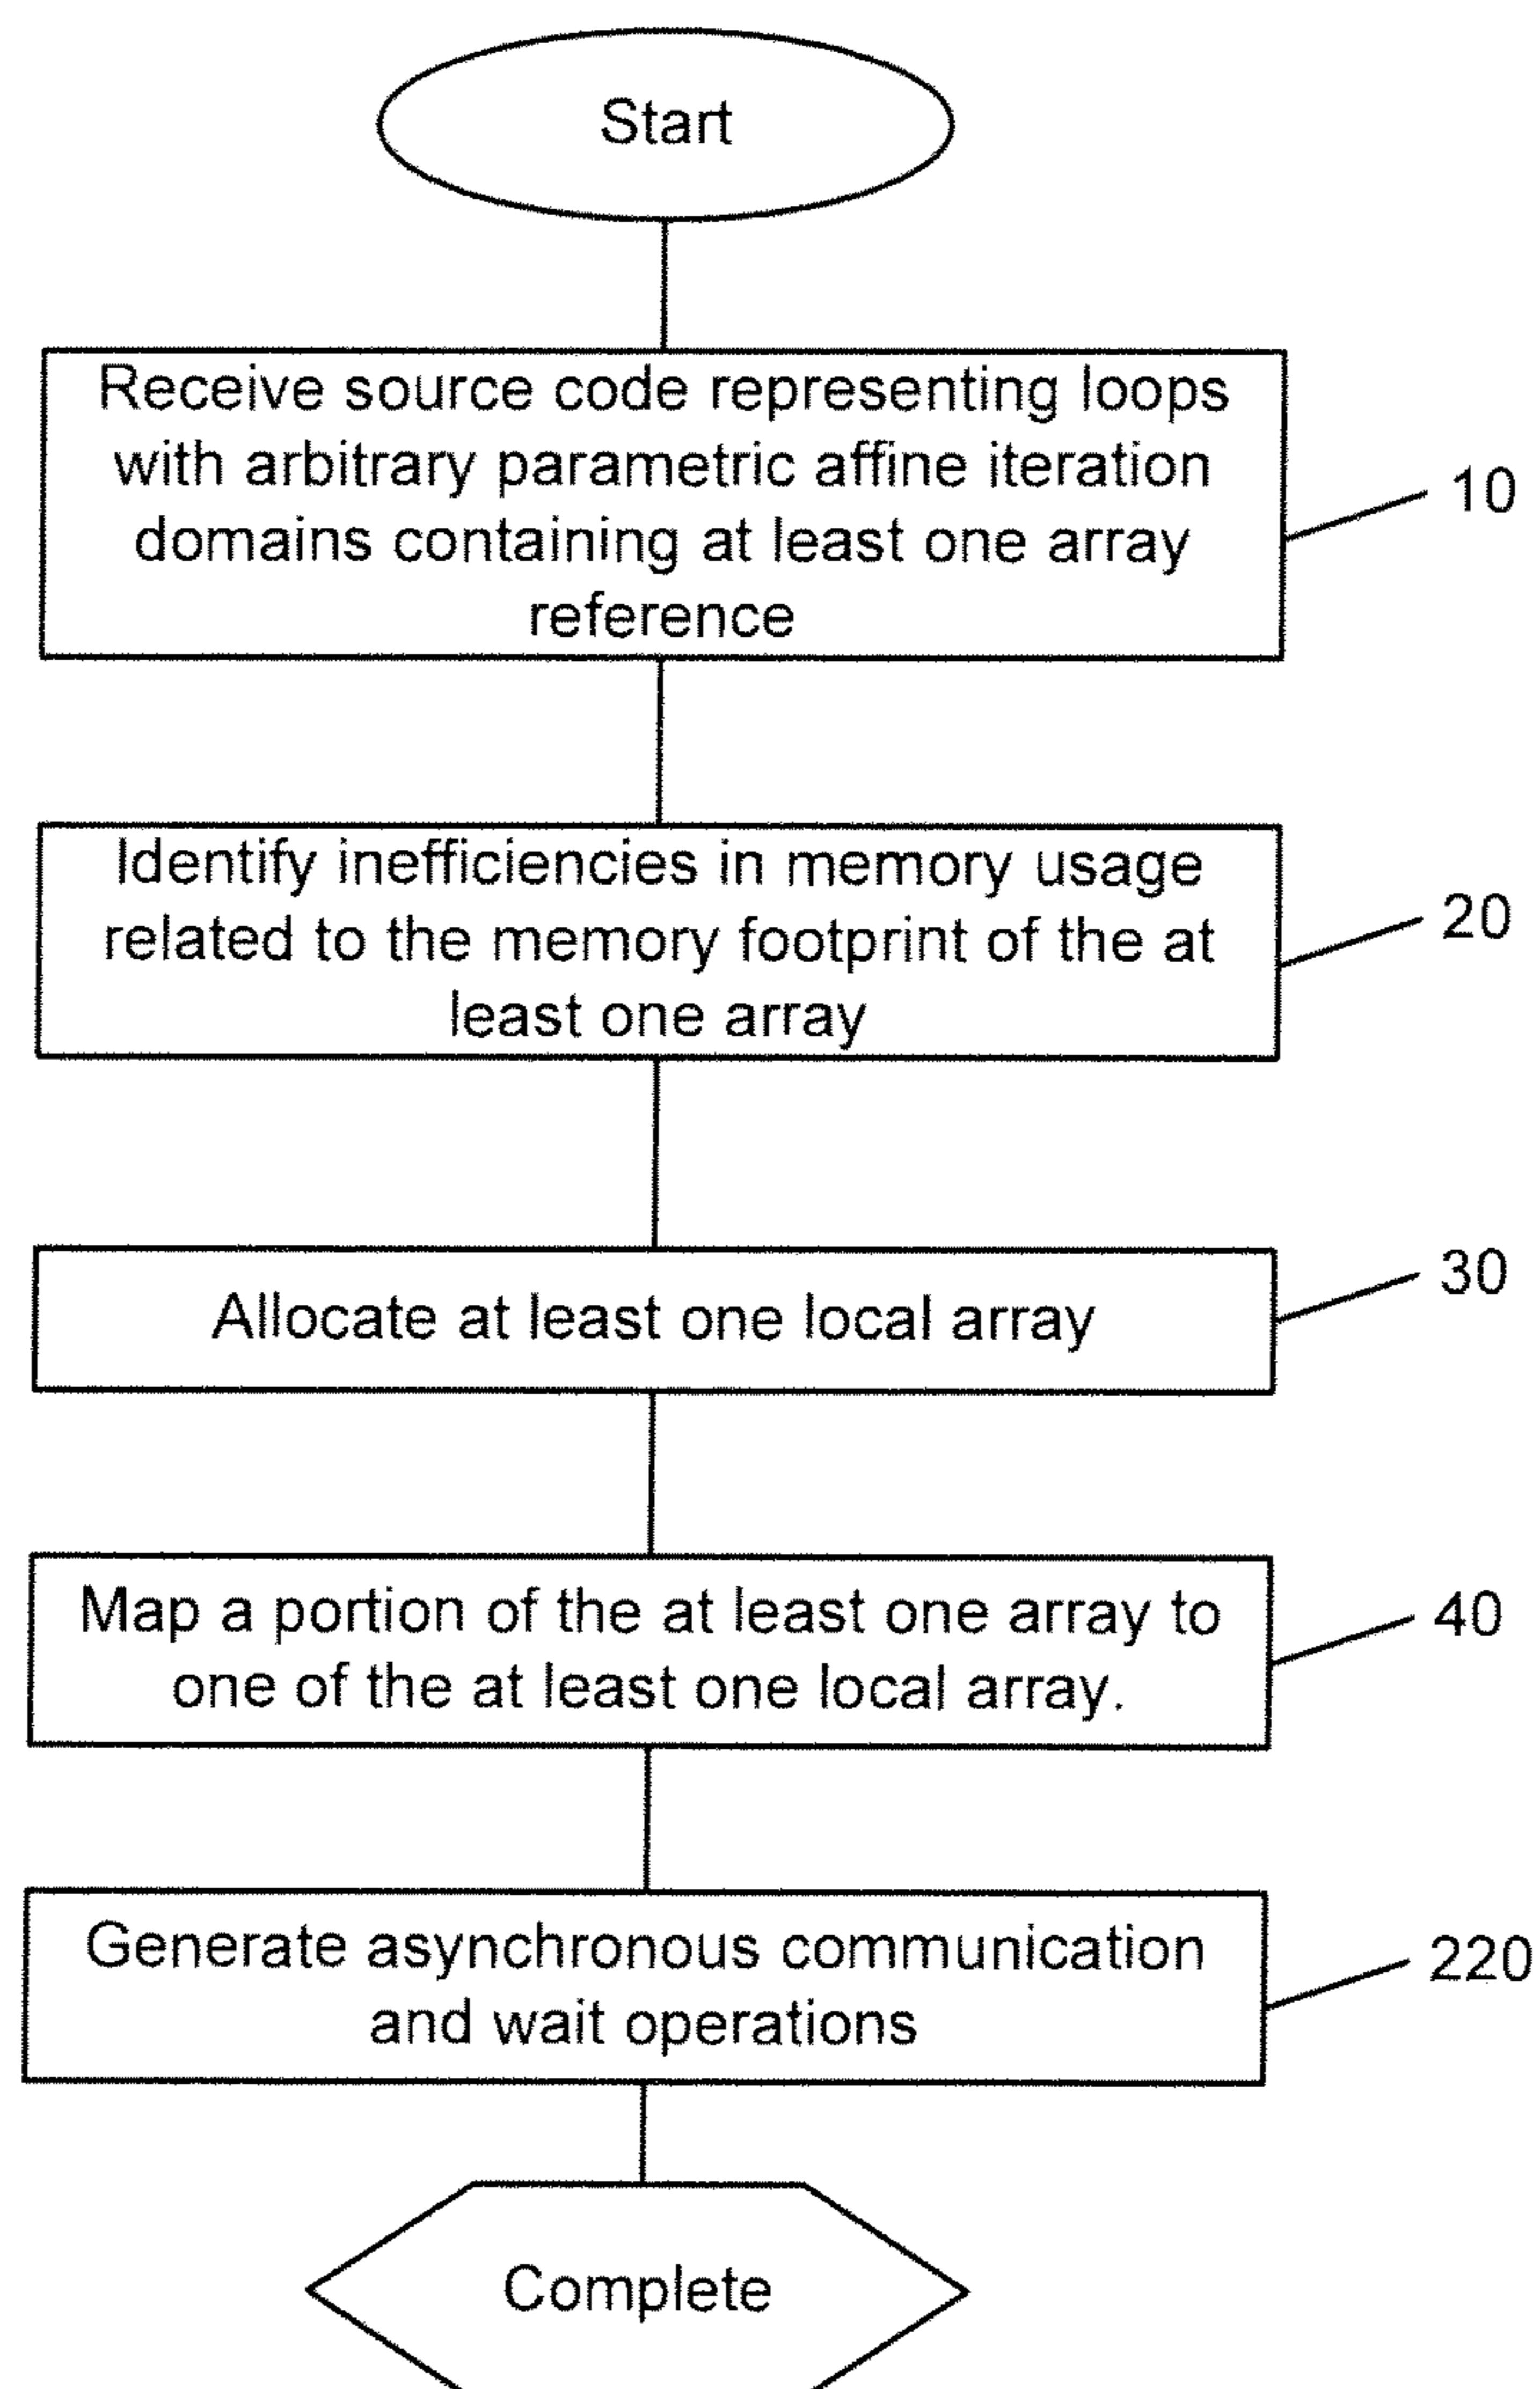 Start
Receive source code representing loops
with arbitrary parametric affine iteration
domains containing at least one array
reference
10
Identify inefficiencies in memory usage
related to the memory footprint of the at
least one array
20
Allocate at least one local array
30
Map a portion of the at least one array to
one of the at least one local array.
40
Generate asynchronous communication
and wait operations
220
Complete